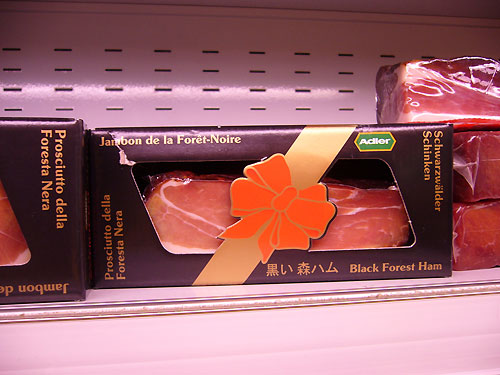 Prosciutto della
Foresta Nera
Jambon de
Jambon de la Forêt-Noire
Adler
Schwarzwälder
Schinken
Prosciutto della
Foresta Nera
黒い 森ハム
Black Forest Ham